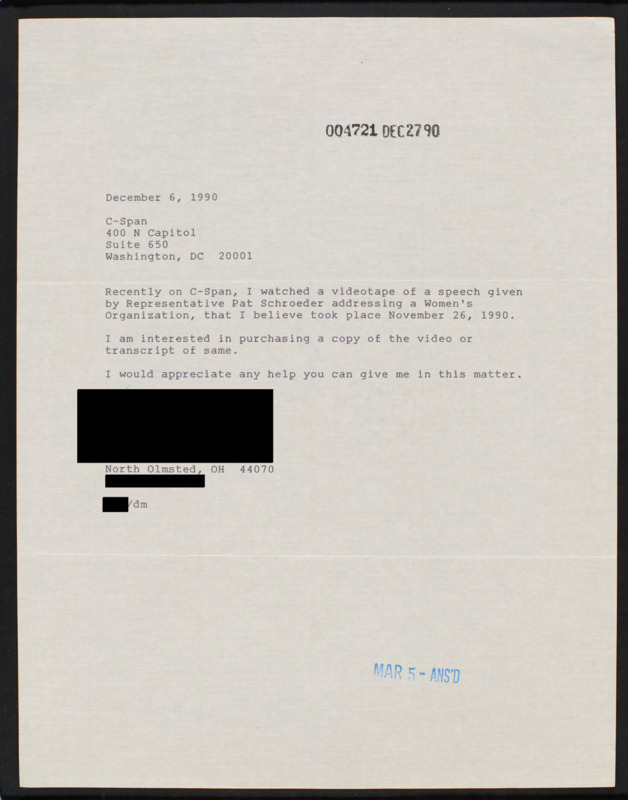 004721 DEC2790
December 6, 1990
C-Span
400 N Capitol
Suite 650
Washington, DC  20001
Recently on C-Span, I watched a videotape of a speech given
by Representative Pat Schroeder addressing a Women's
Organization, that I believe took place November 26, 1990.
I am interested in purchasing a copy of the video or
transcript of same.
I would appreciate any help you can give me in this matter.
North Olmsted, OH  44070
/dm
MAR 5 - ANS'D